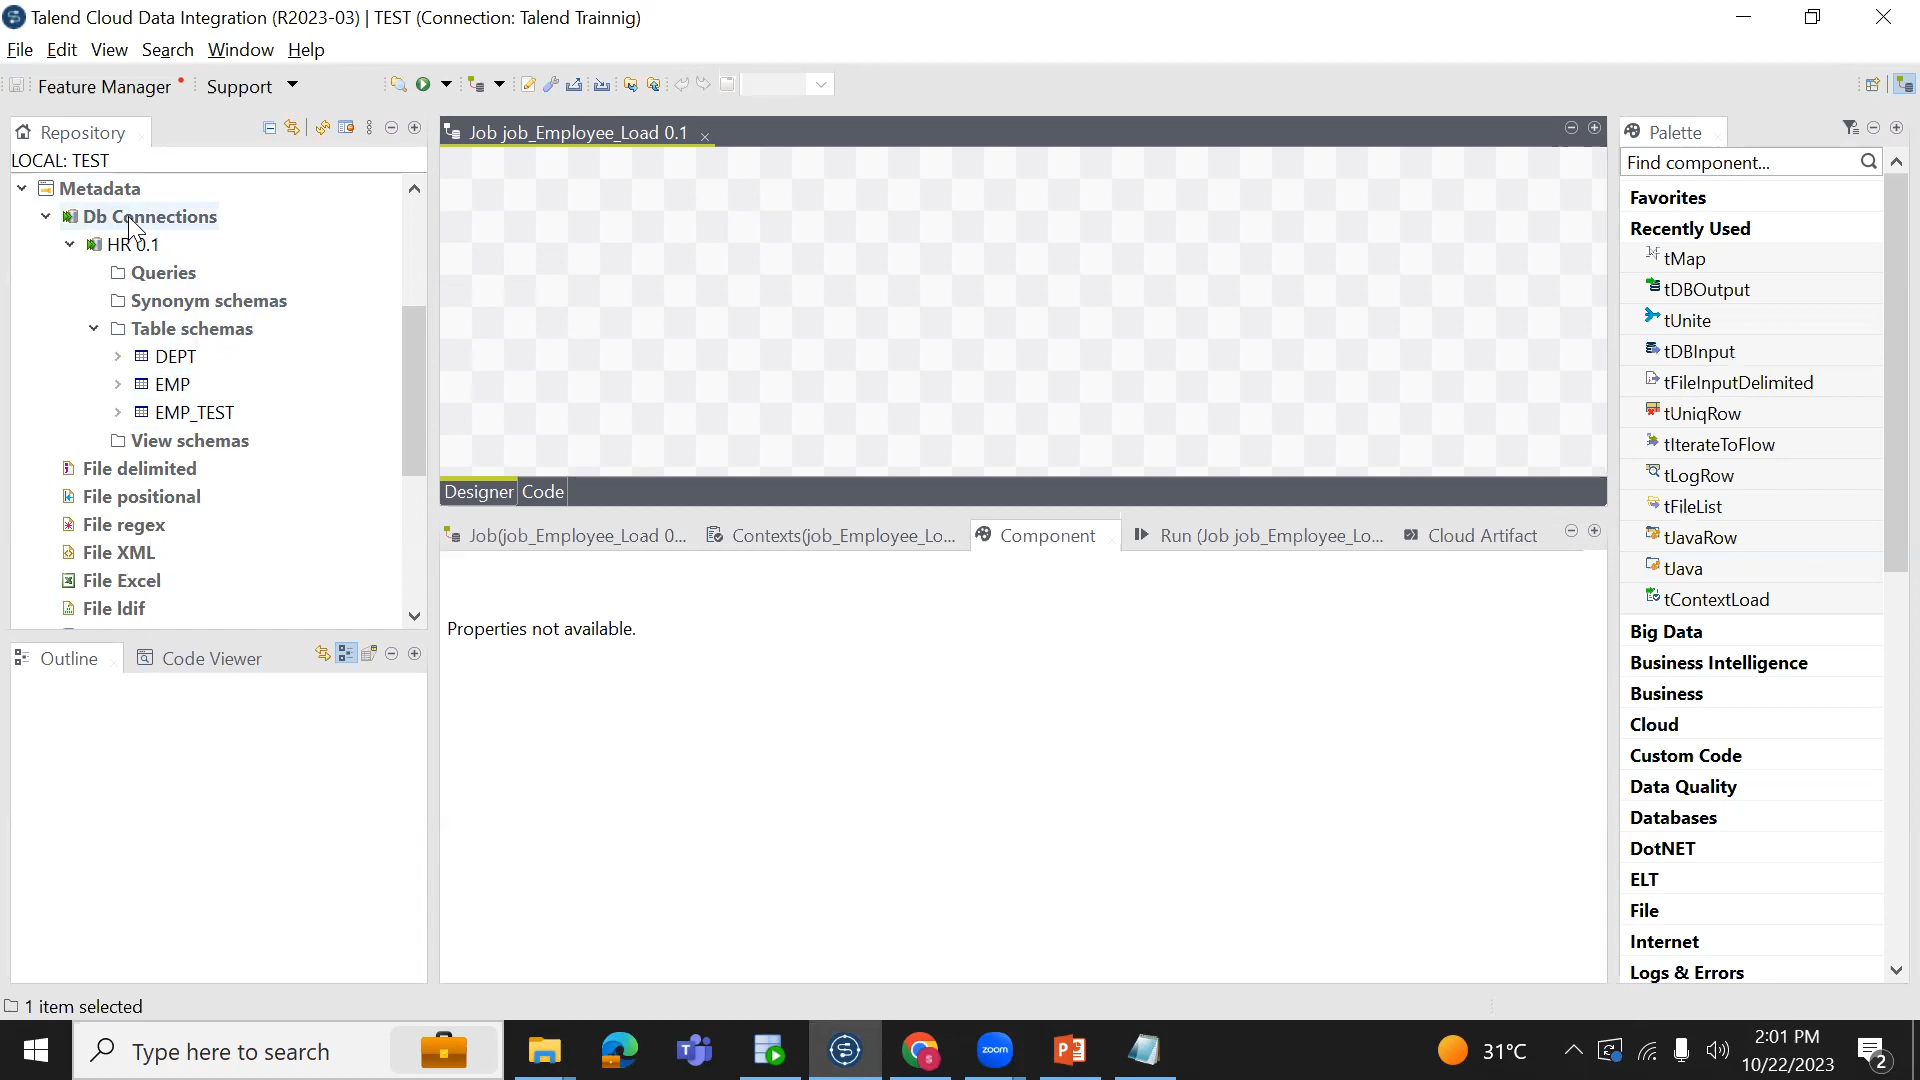 Talend Cloud Data Integration (R2023-03) | TEST (Connection: Talend Trainnig)
File Edit View Search Window Help
Feature Manager Support
Repository
LOCAL: TEST
Metadata
Db Connections
HR 0.1
Queries
Synonym schemas
Table schemas
DEPT
EMP
EMP_TEST
View schemas
File delimited
File positional
File regex
File XML
File Excel
File ldif
Outline Code Viewer
1 item selected
Job job_Employee_Load 0.1
Designer Code
Job(job_Employee_Load 0... Contexts(job_Employee_Lo... Component Run (Job job_Employee_Lo... Cloud Artifact
Properties not available.
Palette
Find component...
Favorites
Recently Used
tMap
tDBOutput
tUnite
tDBInput
tFileInputDelimited
tUniqRow
tIterateToFlow
tLogRow
tFileList
tJavaRow
tJava
tContextLoad
Big Data
Business Intelligence
Business
Cloud
Custom Code
Data Quality
Databases
DotNET
ELT
File
Internet
Logs & Errors
Type here to search
zoom
31°C
2:01 PM
10/22/2023
2